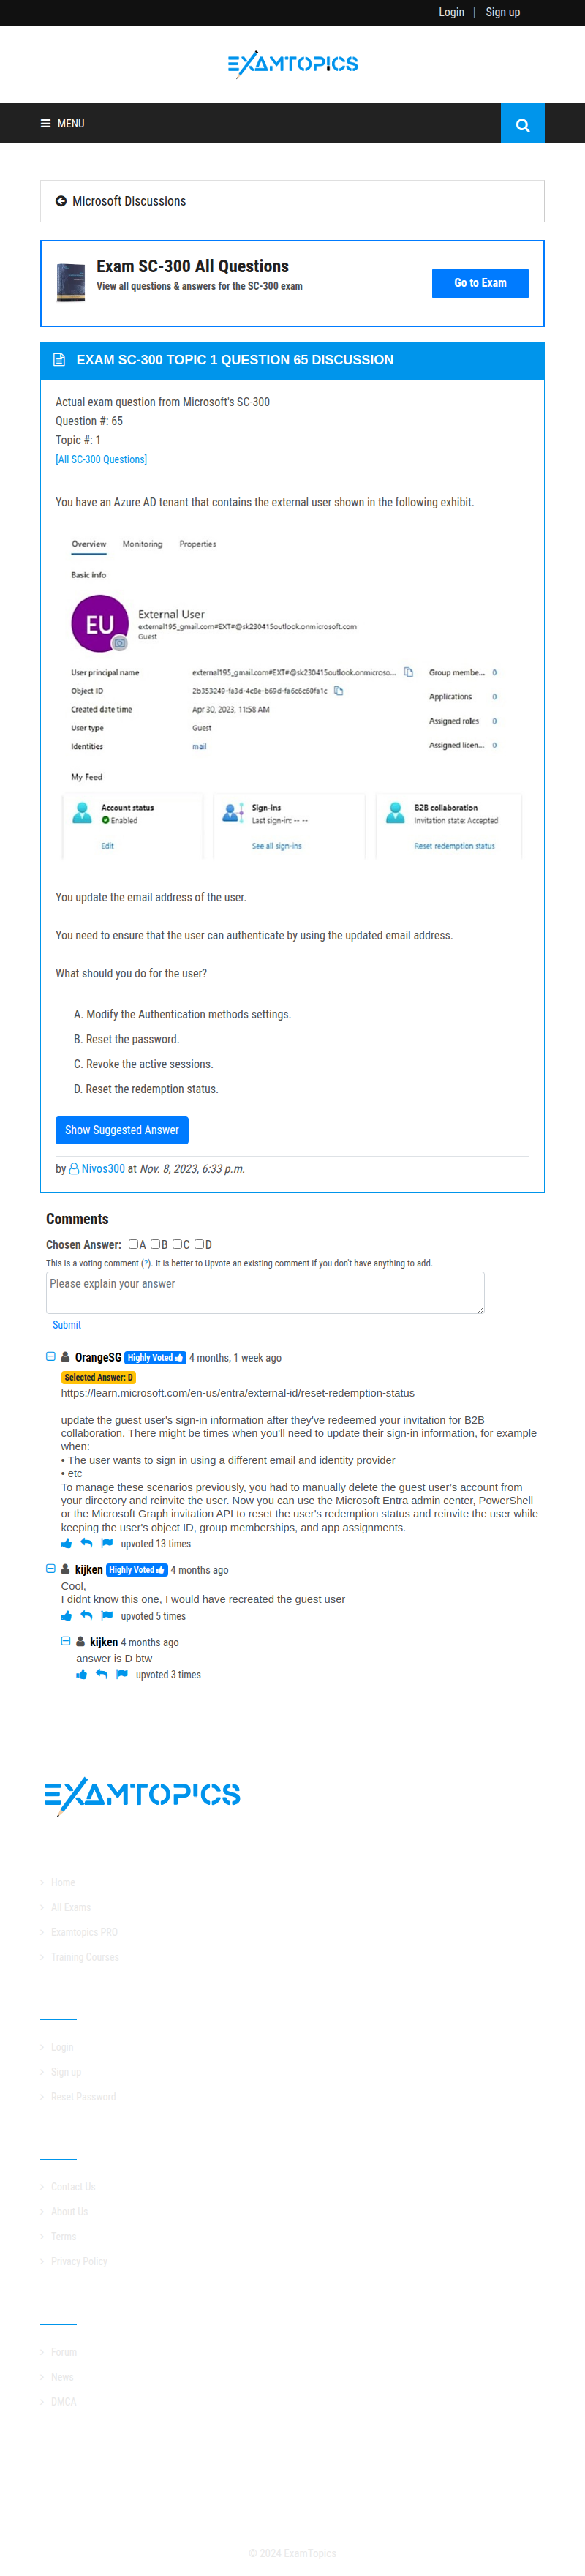 Login | Sign up
EXAMTOPICS
MENU
Microsoft Discussions
Exam SC-300 All Questions
View all questions & answers for the SC-300 exam
Go to Exam
EXAM SC-300 TOPIC 1 QUESTION 65 DISCUSSION
Actual exam question from Microsoft's SC-300
Question #: 65
Topic #: 1
[All SC-300 Questions]
You have an Azure AD tenant that contains the external user shown in the following exhibit.
Overview Monitoring Properties
Basic info
EU
External User
external195_gmail.com#EXT#@sk230415outlook.onmicrosoft.com
Guest
User principal name external195_gmail.com#EXT#@sk230415outlook.onmicroso... Group membe... 0
Object ID 2b353249-fa3d-4c8e-b69d-fa6c6c60fa1c Applications 0
Created date time Apr 30, 2023, 11:58 AM Assigned roles 0
User type Guest
Identities mail Assigned licen... 0
My Feed
Account status
Enabled
Edit
Sign-ins
Last sign-in: -- --
See all sign-ins
B2B collaboration
Invitation state: Accepted
Reset redemption status
You update the email address of the user.
You need to ensure that the user can authenticate by using the updated email address.
What should you do for the user?
A. Modify the Authentication methods settings.
B. Reset the password.
C. Revoke the active sessions.
D. Reset the redemption status.
Show Suggested Answer
by Nivos300 at Nov. 8, 2023, 6:33 p.m.
Comments
Chosen Answer: A B C D
This is a voting comment (?). It is better to Upvote an existing comment if you don't have anything to add.
Please explain your answer
Submit
OrangeSG Highly Voted 4 months, 1 week ago
Selected Answer: D
https://learn.microsoft.com/en-us/entra/external-id/reset-redemption-status
update the guest user's sign-in information after they've redeemed your invitation for B2B
collaboration. There might be times when you'll need to update their sign-in information, for example
when:
• The user wants to sign in using a different email and identity provider
• etc
To manage these scenarios previously, you had to manually delete the guest user’s account from
your directory and reinvite the user. Now you can use the Microsoft Entra admin center, PowerShell
or the Microsoft Graph invitation API to reset the user's redemption status and reinvite the user while
keeping the user's object ID, group memberships, and app assignments.
upvoted 13 times
kijken Highly Voted 4 months ago
Cool,
I didnt know this one, I would have recreated the guest user
upvoted 5 times
kijken 4 months ago
answer is D btw
upvoted 3 times
EXAMTOPICS
Home
All Exams
Examtopics PRO
Training Courses
Login
Sign up
Reset Password
Contact Us
About Us
Terms
Privacy Policy
Forum
News
DMCA
© 2024 ExamTopics